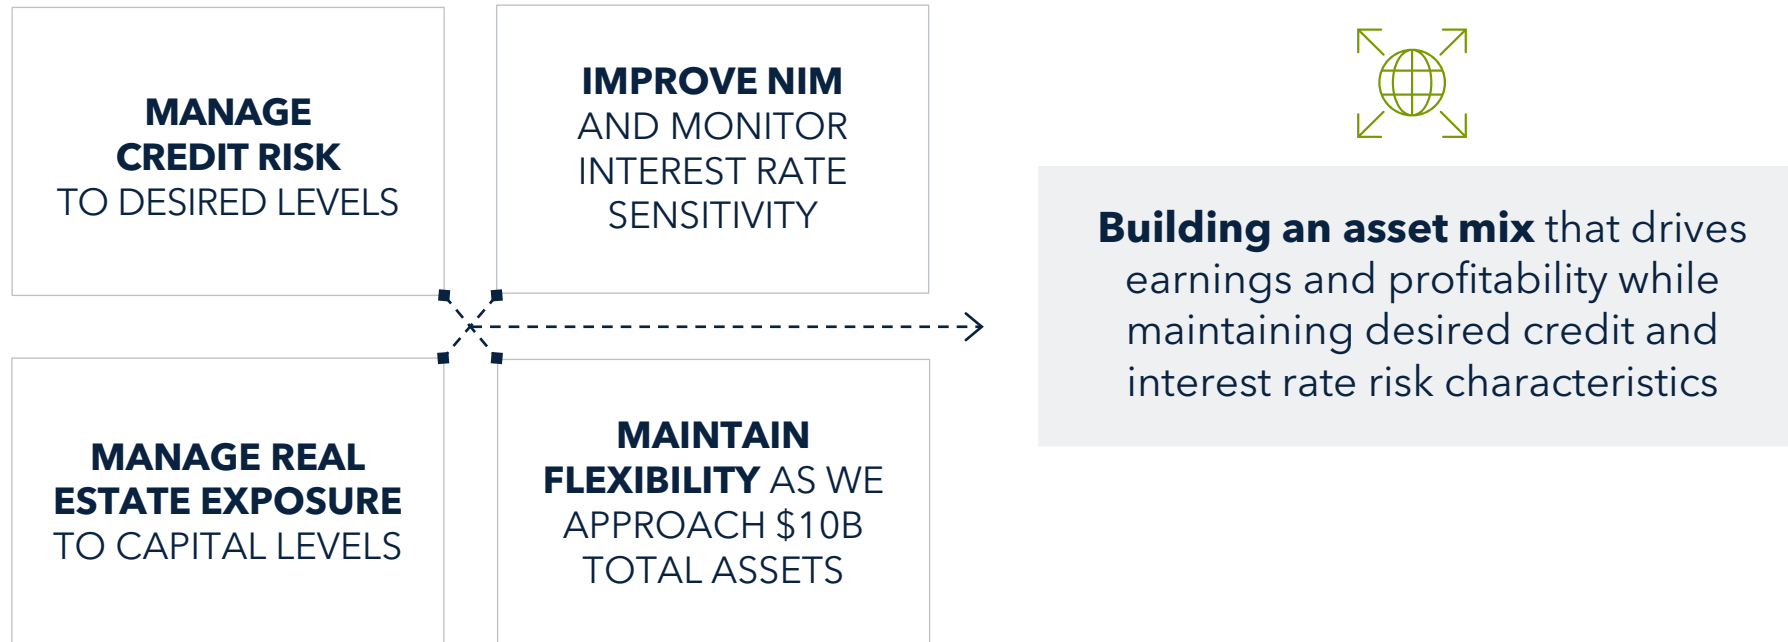 MANAGE
CREDIT RISK
TO DESIRED LEVELS
IMPROVE NIM
AND MONITOR
INTEREST RATE
SENSITIVITY
MANAGE REAL
ESTATE EXPOSURE
TO CAPITAL LEVELS
MAINTAIN
FLEXIBILITY AS WE
APPROACH $10B
TOTAL ASSETS
Building an asset mix that drives
earnings and profitability while
maintaining desired credit and
interest rate risk characteristics